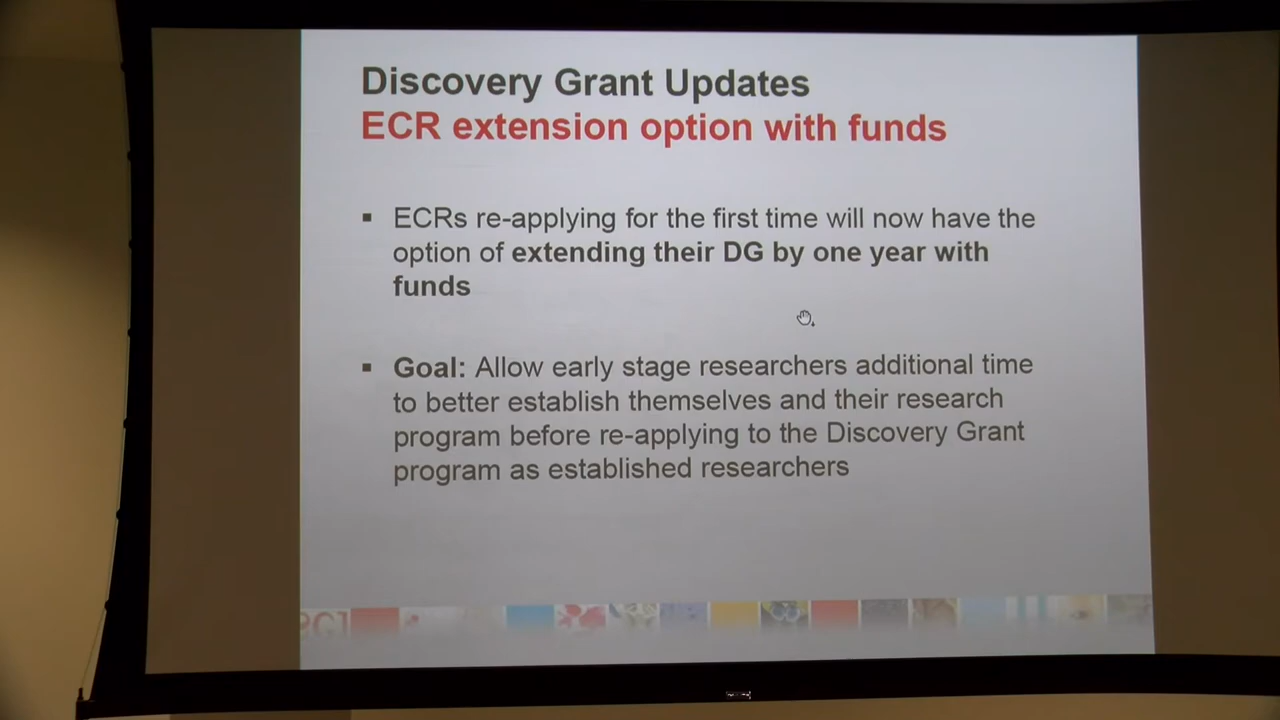 Discovery Grant Updates
ECR extension option with funds
▪ ECRs re-applying for the first time will now have the
option of extending their DG by one year with
funds
▪ Goal: Allow early stage researchers additional time
to better establish themselves and their research
program before re-applying to the Discovery Grant
program as established researchers